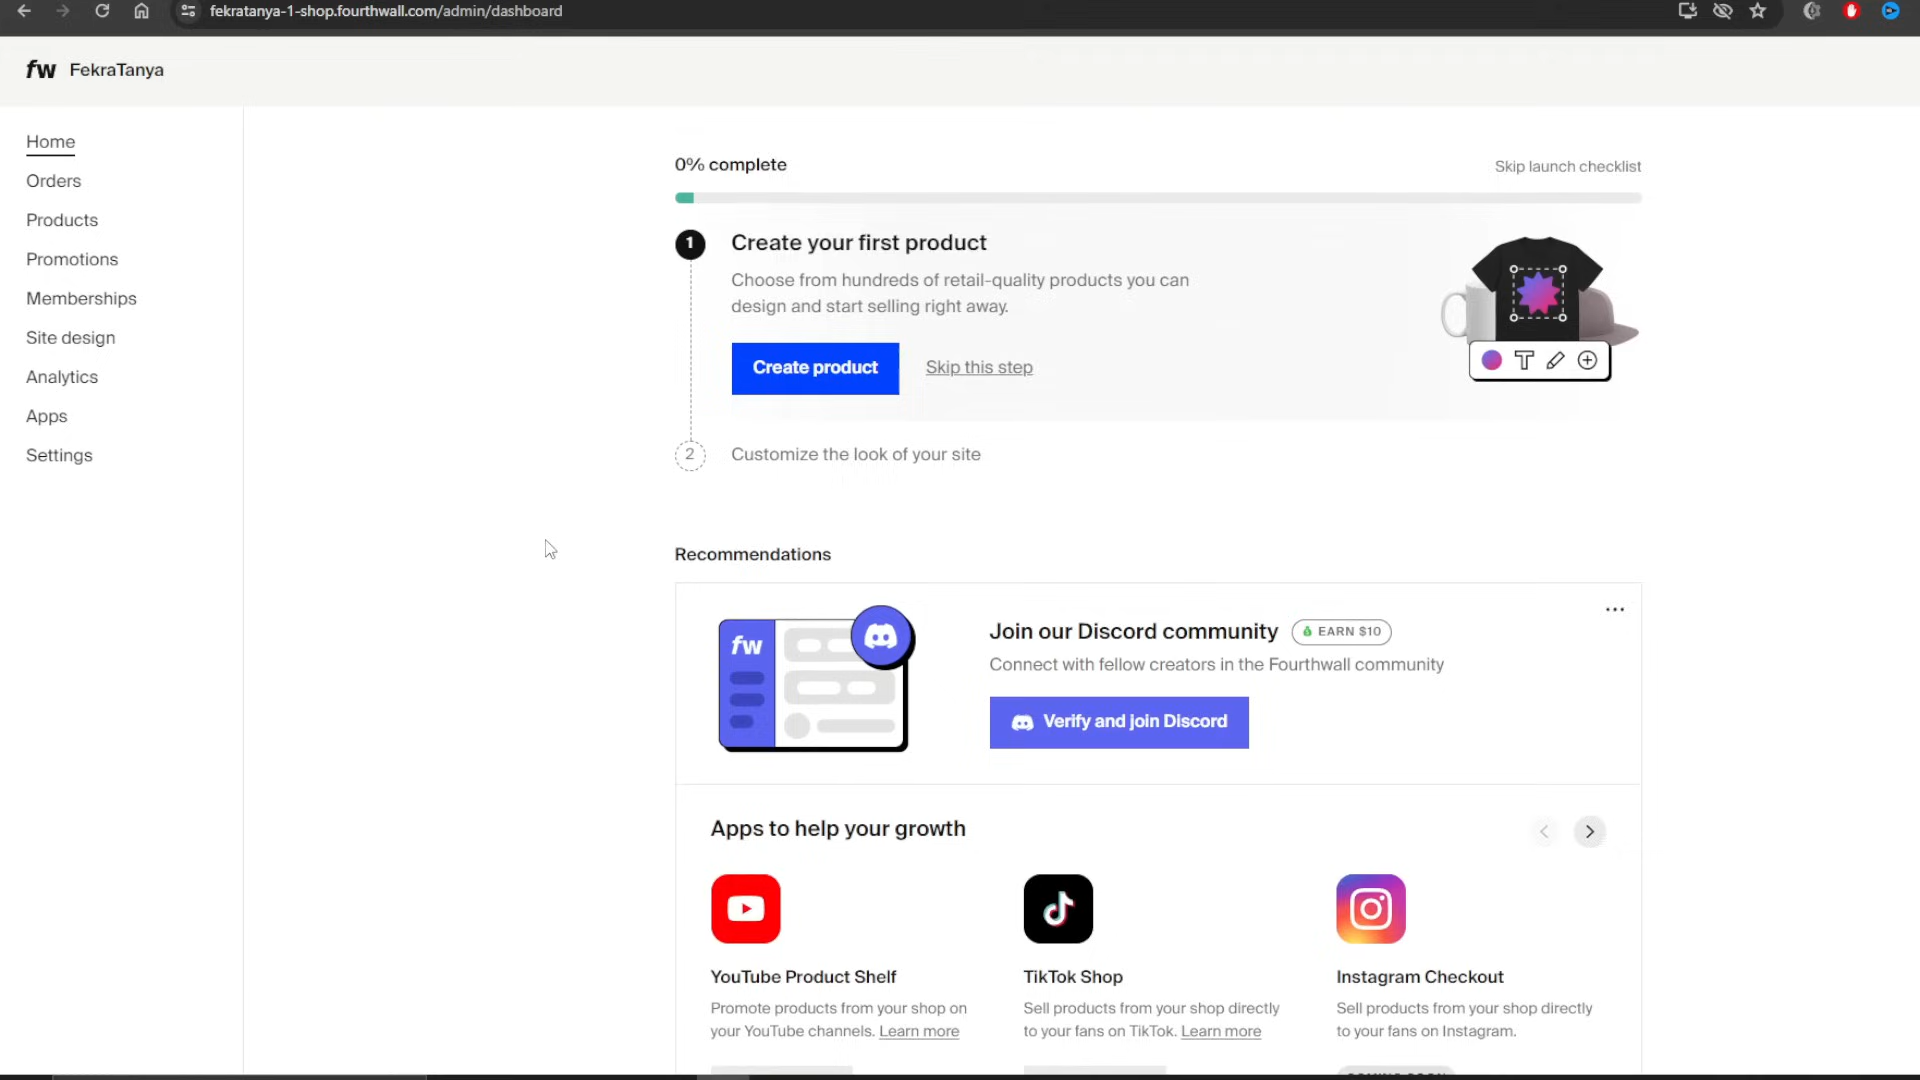 fekratanya-1-shop.fourthwall.com/admin/dashboard
fw FekraTanya
Home
Orders
Products
Promotions
Memberships
Site design
Analytics
Apps
Settings
0% complete
Skip launch checklist
1
Create your first product
Choose from hundreds of retail-quality products you can
design and start selling right away.
Create product
Skip this step
2
Customize the look of your site
Recommendations
fw
Join our Discord community
EARN $10
Connect with fellow creators in the Fourthwall community
Verify and join Discord
Apps to help your growth
YouTube Product Shelf
Promote products from your shop on
your YouTube channels. Learn more
TikTok Shop
Sell products from your shop directly
to your fans on TikTok. Learn more
Instagram Checkout
Sell products from your shop directly
to your fans on Instagram.
COMING SOON